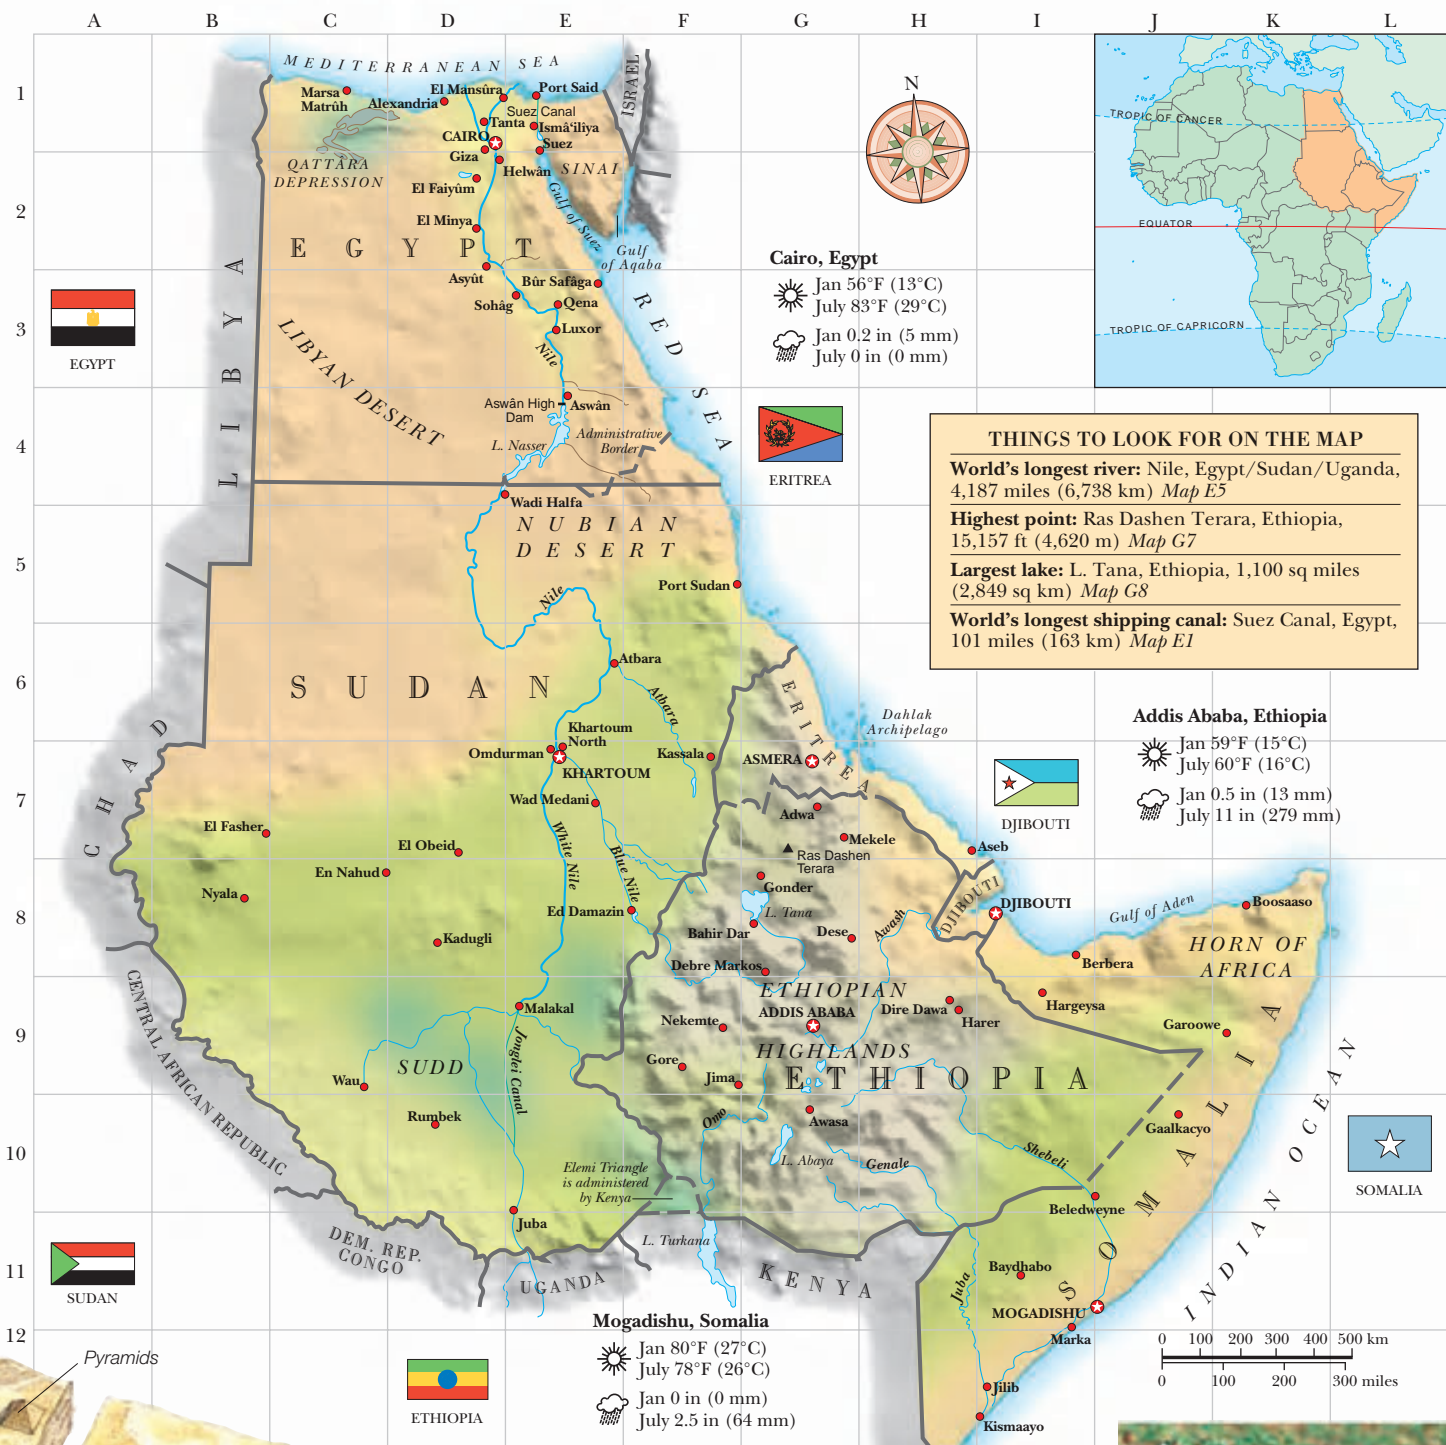 A B C D E F G H I J K L
1
2
3
4
5
6
7
8
9
10
11
12
MEDITERRANEAN SEA
ISRAEL
Marsa
Matrûh
Alexandria
El Mansûra
Port Said
Suez Canal
Tanta
Ismâ‘ilîya
CAIRO
Suez
Giza
Helwân
SINAI
QATTÂRA
DEPRESSION
El Faiyûm
El Minya
Gulf of Suez
Gulf
of Aqaba
EGYPT
Asyût
Bûr Safâga
Sohâg
Qena
Luxor
Nile
RED SEA
LIBYA
LIBYAN DESERT
Aswân High
Dam
Aswân
L. Nasser
Administrative
Border
Wadi Halfa
NUBIAN
DESERT
Port Sudan
Nile
Atbara
Atbara
SUDAN
CHAD
Khartoum
North
Omdurman
KHARTOUM
Kassala
Wad Medani
El Fasher
El Obeid
En Nahud
Nyala
White Nile
Blue Nile
Ed Damazin
Kadugli
Malakal
SUDD
Jonglei Canal
Wau
Rumbek
Juba
CENTRAL AFRICAN REPUBLIC
DEM. REP.
CONGO
UGANDA
KENYA
Elemi Triangle
is administered
by Kenya
L. Turkana
ERITREA
Dahlak
Archipelago
ASMERA
Adwa
Mekele
Ras Dashen
Terara
Gonder
L. Tana
Bahir Dar
Dese
Awash
Debre Markos
Aseb
DJIBOUTI
DJIBOUTI
Gulf of Aden
Boosaaso
Berbera
HORN OF
AFRICA
Hargeysa
Garoowe
ETHIOPIAN
HIGHLANDS
ADDIS ABABA
Dire Dawa
Harer
Nekemte
Gore
Jima
ETHIOPIA
Omo
Awasa
L. Abaya
Genale
Shebeli
Gaalkacyo
Beledweyne
SOMALIA
Baydhabo
Juba
MOGADISHU
Marka
Jilib
Kismaayo
INDIAN OCEAN
N
TROPIC OF CANCER
EQUATOR
TROPIC OF CAPRICORN
Cairo, Egypt
Jan 56°F (13°C)
July 83°F (29°C)
Jan 0.2 in (5 mm)
July 0 in (0 mm)
THINGS TO LOOK FOR ON THE MAP
World’s longest river: Nile, Egypt/Sudan/Uganda,
4,187 miles (6,738 km) Map E5
Highest point: Ras Dashen Terara, Ethiopia,
15,157 ft (4,620 m) Map G7
Largest lake: L. Tana, Ethiopia, 1,100 sq miles
(2,849 sq km) Map G8
World’s longest shipping canal: Suez Canal, Egypt,
101 miles (163 km) Map E1
Addis Ababa, Ethiopia
Jan 59°F (15°C)
July 60°F (16°C)
Jan 0.5 in (13 mm)
July 11 in (279 mm)
Mogadishu, Somalia
Jan 80°F (27°C)
July 78°F (26°C)
Jan 0 in (0 mm)
July 2.5 in (64 mm)
EGYPT
ERITREA
DJIBOUTI
SOMALIA
SUDAN
ETHIOPIA
0 100 200 300 400 500 km
0 100 200 300 miles
Pyramids